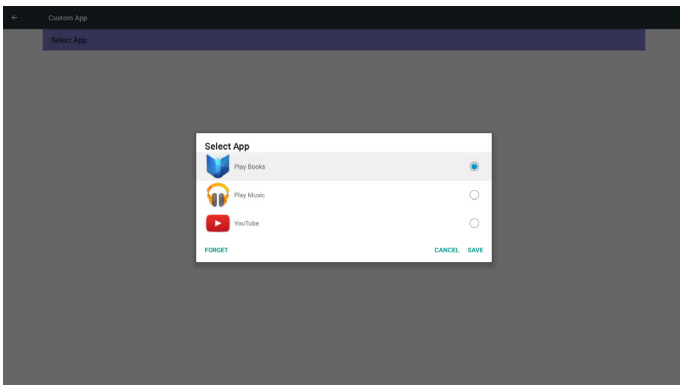 Custom App
Select App
Select App
Play Books
Play Music
YouTube
FORGET CANCEL SAVE